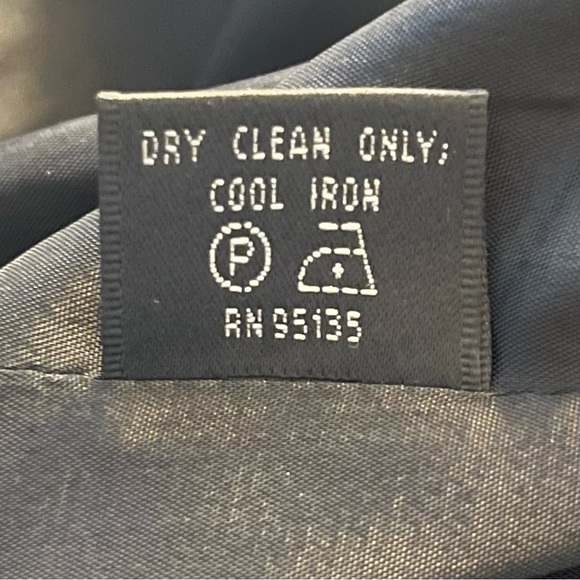 DRY CLEAN ONLY;
COOL IRON
P
RN 95135